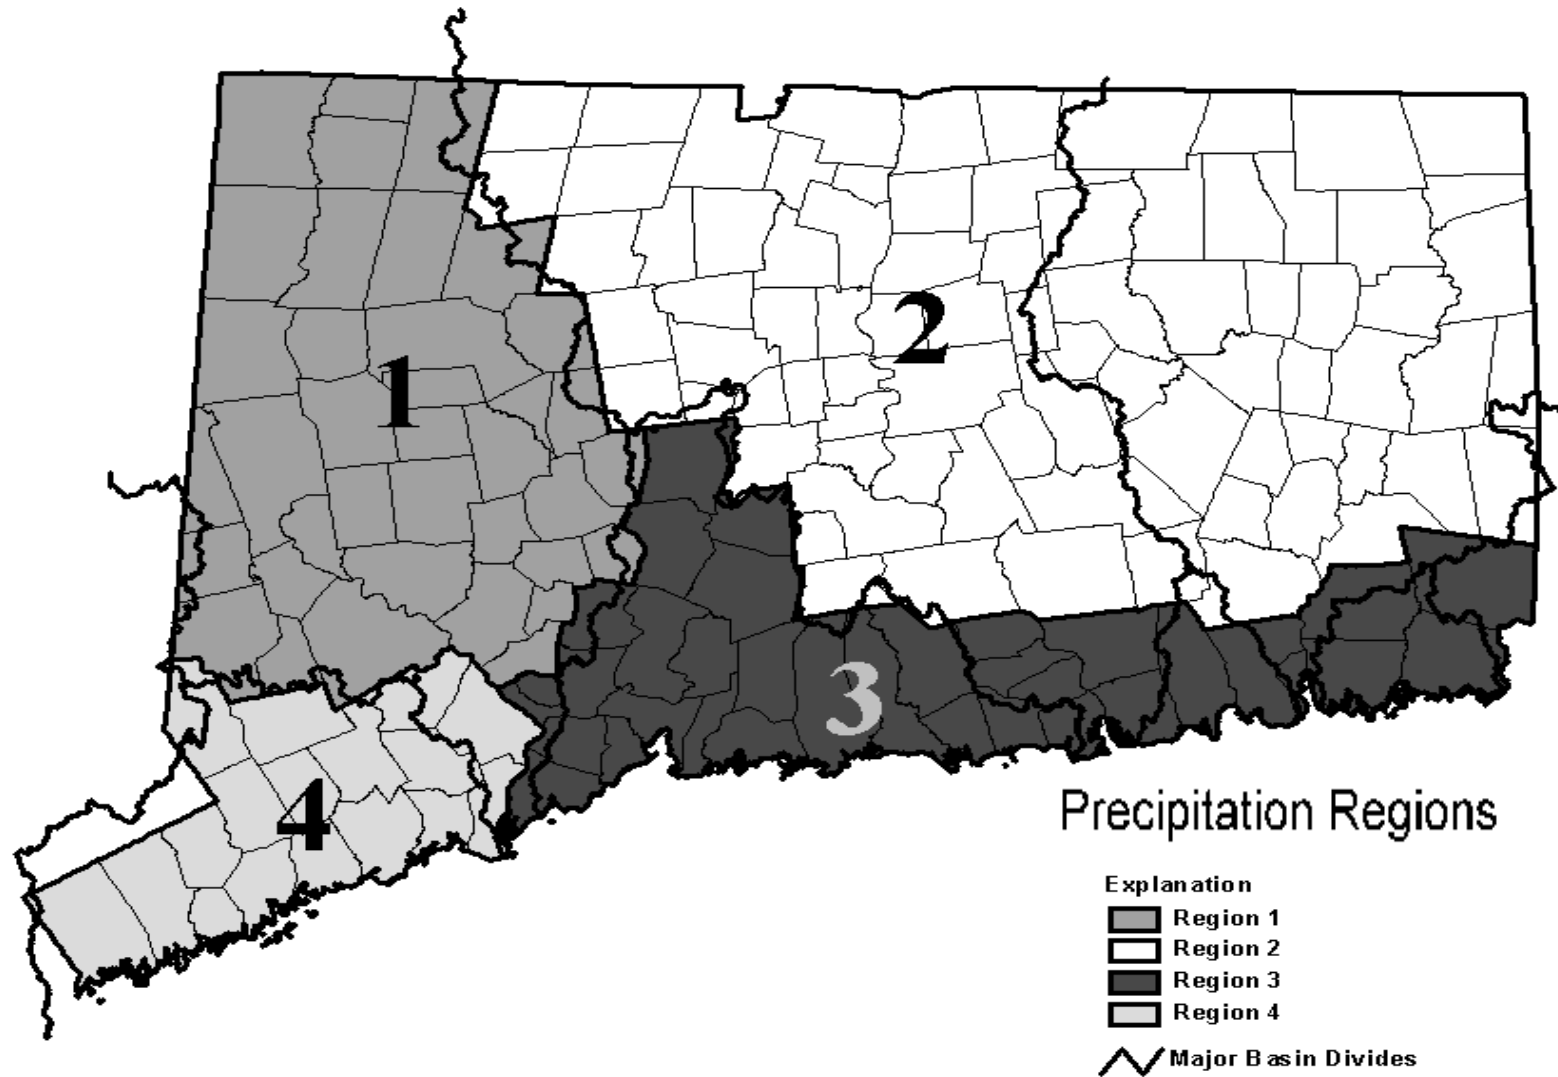 1
2
3
4
Precipitation Regions
Explanation
Region 1
Region 2
Region 3
Region 4
Major Basin Divides